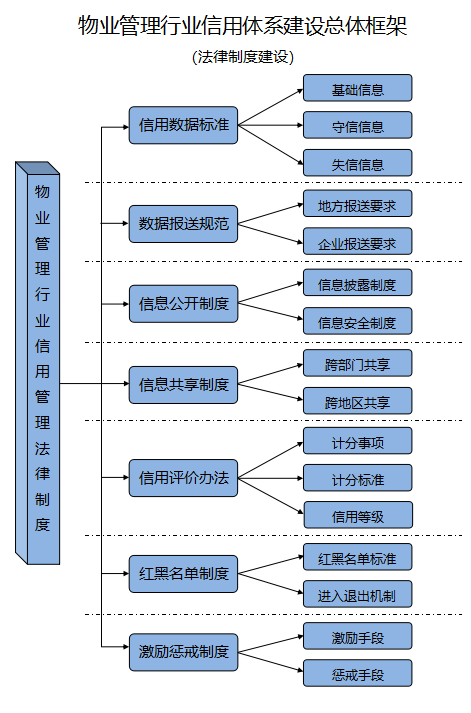 物业管理行业信用体系建设总体框架
(法律制度建设)
物业管理行业信用管理法律制度
信用数据标准
基础信息
守信信息
失信信息
数据报送规范
地方报送要求
企业报送要求
信息公开制度
信息披露制度
信息安全制度
信息共享制度
跨部门共享
跨地区共享
信用评价办法
计分事项
计分标准
信用等级
红黑名单制度
红黑名单标准
进入退出机制
激励惩戒制度
激励手段
惩戒手段